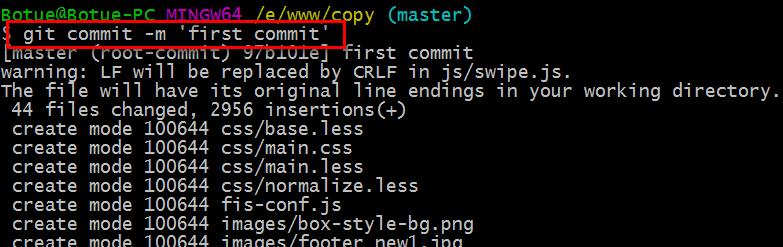 Botue@Botue-PC MINGW64 /e/www/copy (master)
$ git commit -m 'first commit'
[master (root-commit) 97b101e] first commit
warning: LF will be replaced by CRLF in js/swipe.js.
The file will have its original line endings in your working directory.
44 files changed, 2956 insertions(+)
create mode 100644 css/base.less
create mode 100644 css/main.css
create mode 100644 css/main.less
create mode 100644 css/normalize.less
create mode 100644 fis-conf.js
create mode 100644 images/box-style-bg.png
create mode 100644 images/footer_new1.jpg